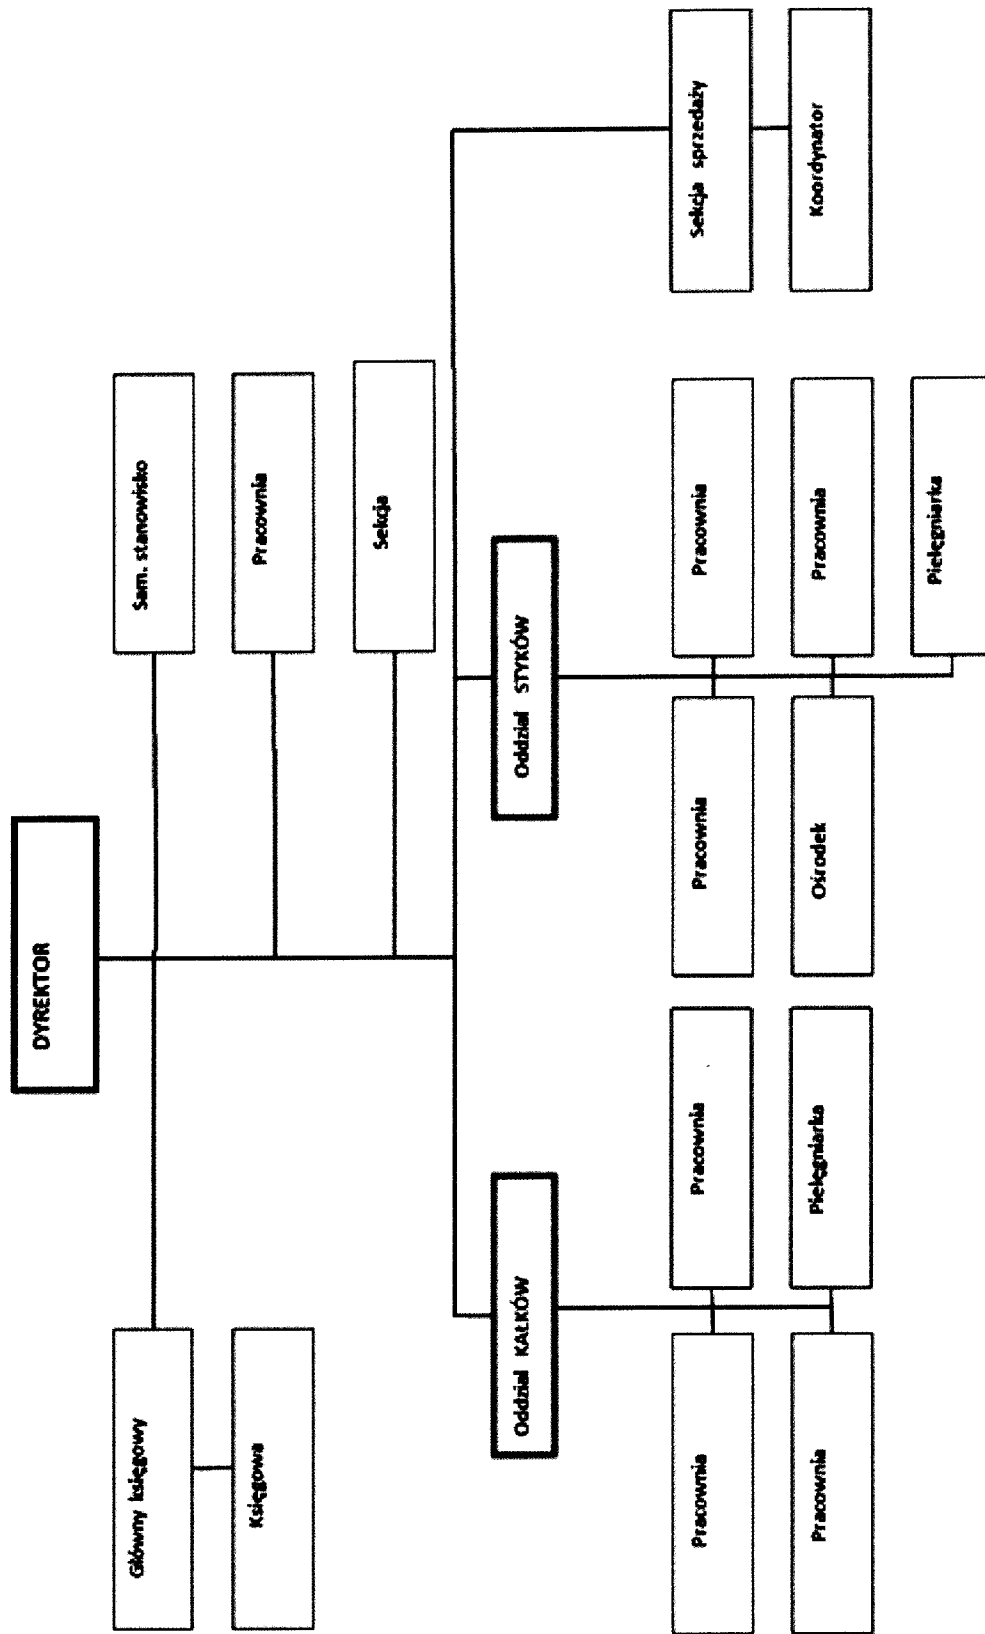 DYREKTOR
Główny księgowy
Sam. stanowisko
Księgowa
Pracownia
Sekcja
Oddział KAŁKÓW
Oddział STYKÓW
Pracownia
Pracownia
Pracownia
Pracownia
Sekcja sprzedaży
Pracownia
Pielęgniarka
Ośrodek
Pracownia
Koordynator
Pielęgniarka